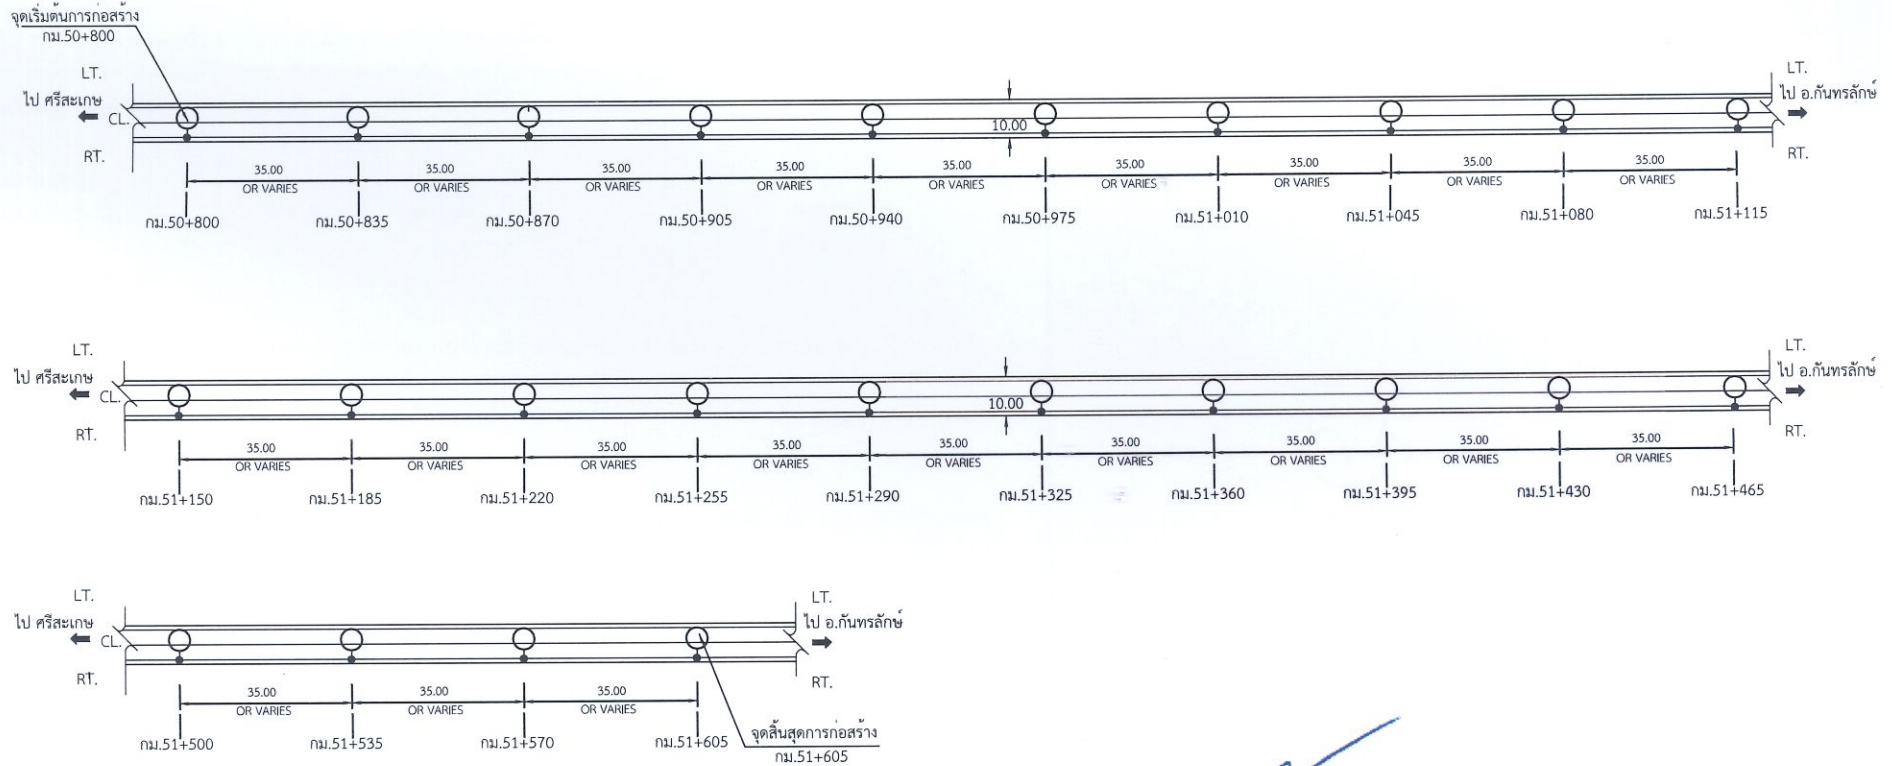 จุดเริ่มต้นการก่อสร้าง
กม.50+800
LT.
LT.
ไป ศรีสะเกษ
ไป อ.กันทรลักษ์
CL.
10.00
RT.
RT.
35.00 35.00 35.00 35.00 35.00 35.00 35.00 35.00 35.00
OR VARIES OR VARIES OR VARIES OR VARIES OR VARIES OR VARIES OR VARIES OR VARIES OR VARIES
กม.50+800 กม.50+835 กม.50+870 กม.50+905 กม.50+940 กม.50+975 กม.51+010 กม.51+045 กม.51+080 กม.51+115
LT.
LT.
ไป ศรีสะเกษ
ไป อ.กันทรลักษ์
CL.
10.00
RT.
RT.
35.00 35.00 35.00 35.00 35.00 35.00 35.00 35.00 35.00
OR VARIES OR VARIES OR VARIES OR VARIES OR VARIES OR VARIES OR VARIES OR VARIES OR VARIES
กม.51+150 กม.51+185 กม.51+220 กม.51+255 กม.51+290 กม.51+325 กม.51+360 กม.51+395 กม.51+430 กม.51+465
LT.
LT.
ไป ศรีสะเกษ
ไป อ.กันทรลักษ์
CL.
RT.
RT.
35.00 35.00 35.00
OR VARIES OR VARIES OR VARIES
กม.51+500 กม.51+535 กม.51+570 กม.51+605
จุดสิ้นสุดการก่อสร้าง
กม.51+605